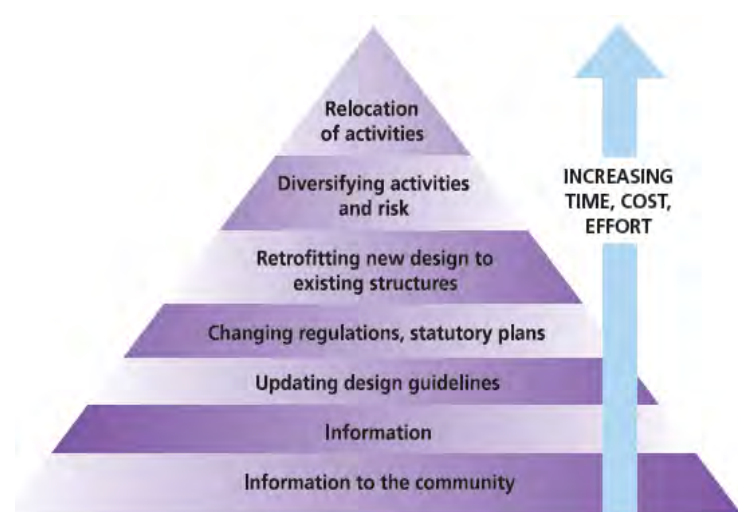 Relocation
of activities
Diversifying activities
and risk
INCREASING
TIME, COST,
EFFORT
Retrofitting new design to
existing structures
Changing regulations, statutory plans
Updating design guidelines
Information
Information to the community